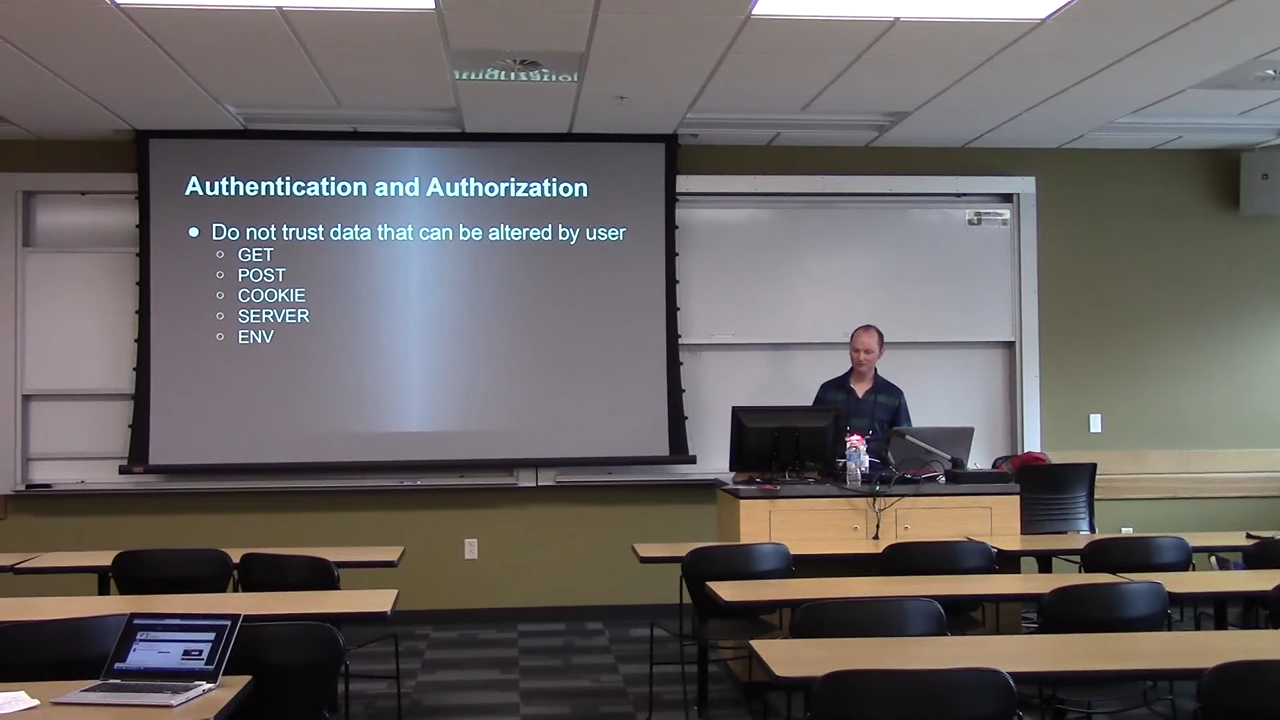 Authentication and Authorization
Do not trust data that can be altered by user
GET
POST
COOKIE
SERVER
ENV